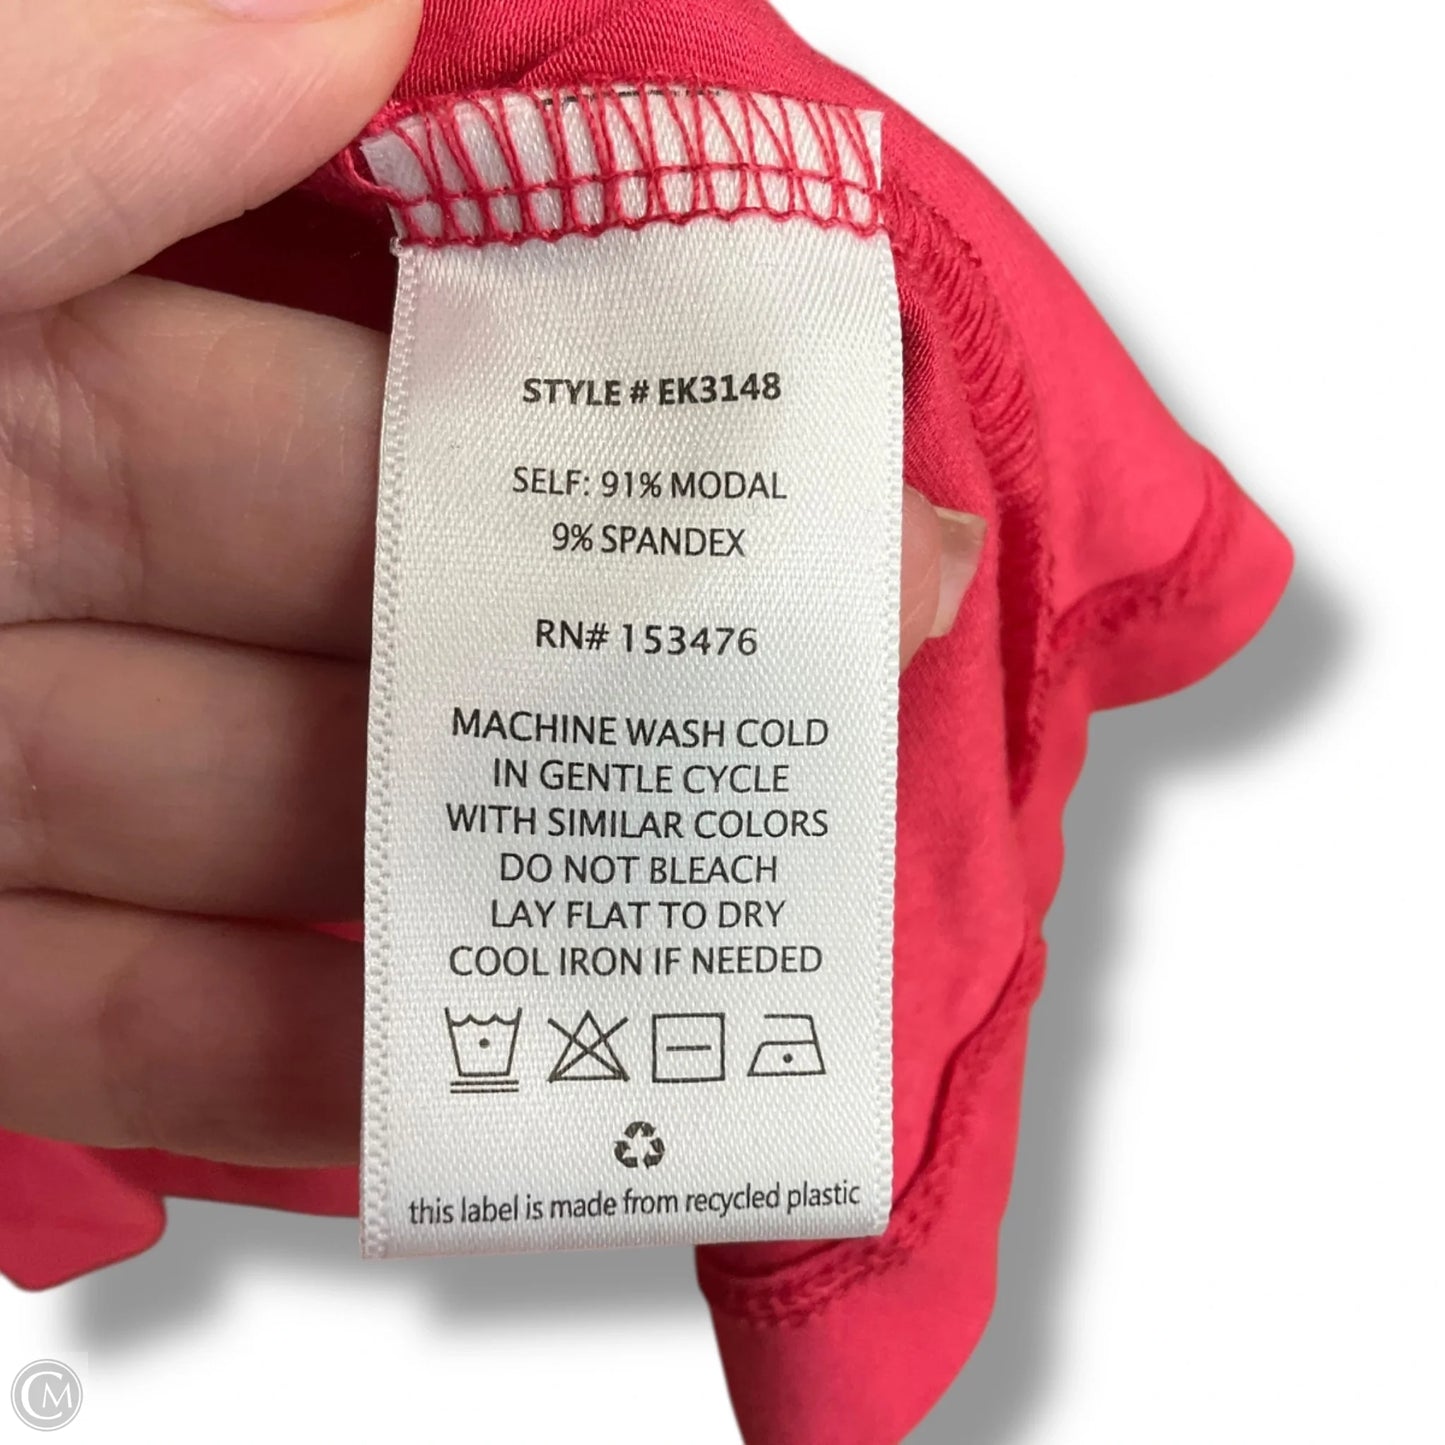 STYLE # EK3148
SELF: 91% MODAL
9% SPANDEX
RN# 153476
MACHINE WASH COLD
IN GENTLE CYCLE
WITH SIMILAR COLORS
DO NOT BLEACH
LAY FLAT TO DRY
COOL IRON IF NEEDED
this label is made from recycled plastic
CM